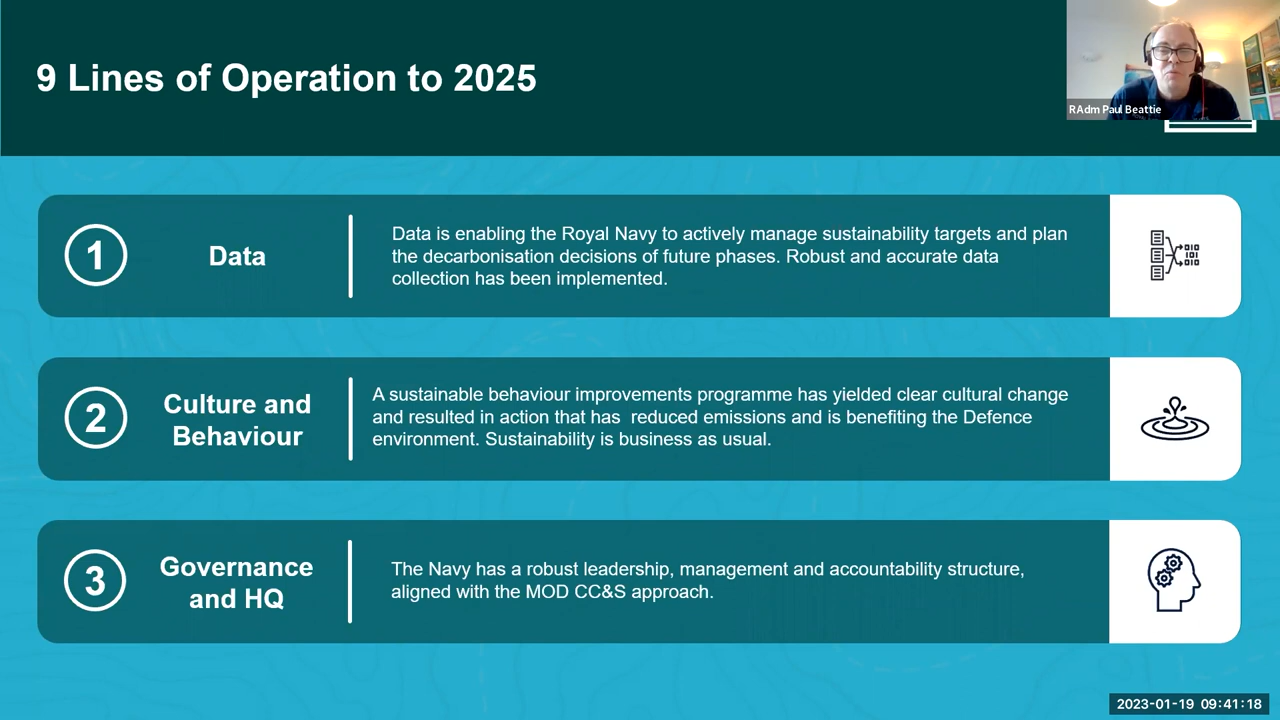 9 Lines of Operation to 2025
RAdm Paul Beattie
1
Data
Data is enabling the Royal Navy to actively manage sustainability targets and plan
the decarbonisation decisions of future phases. Robust and accurate data
collection has been implemented.
2
Culture and
Behaviour
A sustainable behaviour improvements programme has yielded clear cultural change
and resulted in action that has  reduced emissions and is benefiting the Defence
environment. Sustainability is business as usual.
3
Governance
and HQ
The Navy has a robust leadership, management and accountability structure,
aligned with the MOD CC&S approach.
2023-01-19 09:41:18